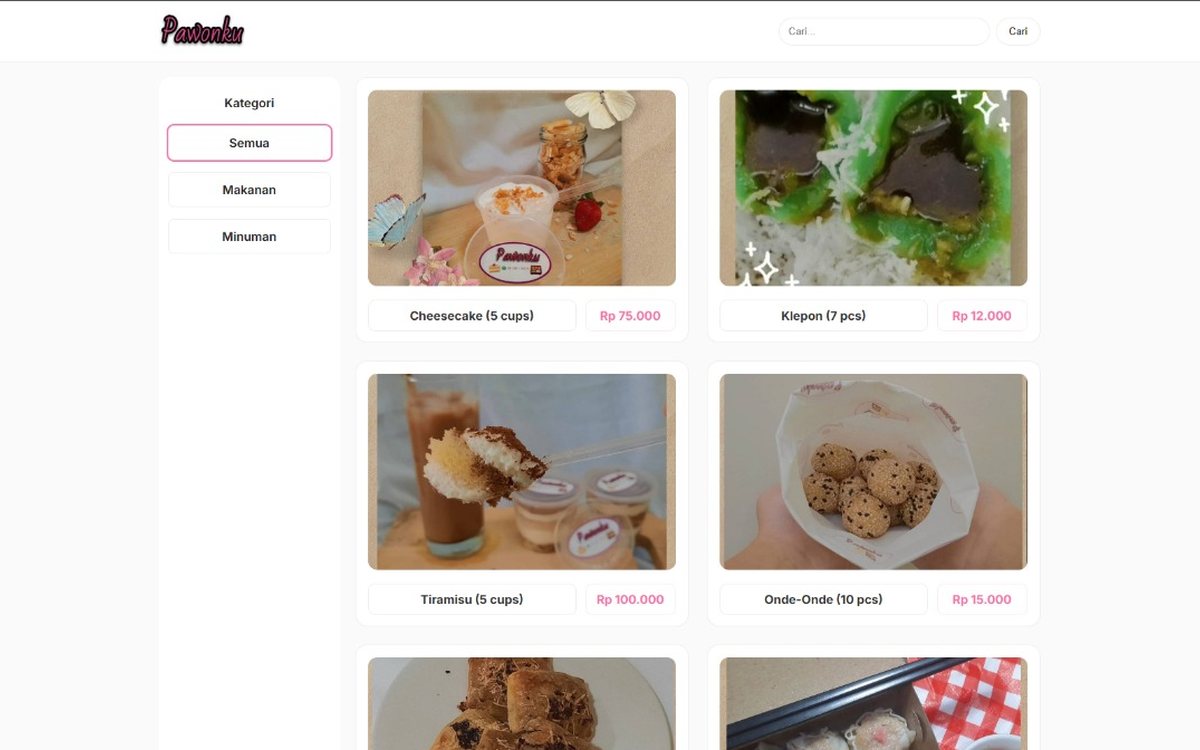 Pawonku
Cari...
Cari
Kategori
Semua
Makanan
Minuman
Pawonku
Cheesecake (5 cups)
Rp 75.000
Klepon (7 pcs)
Rp 12.000
Tiramisu (5 cups)
Rp 100.000
Onde-Onde (10 pcs)
Rp 15.000